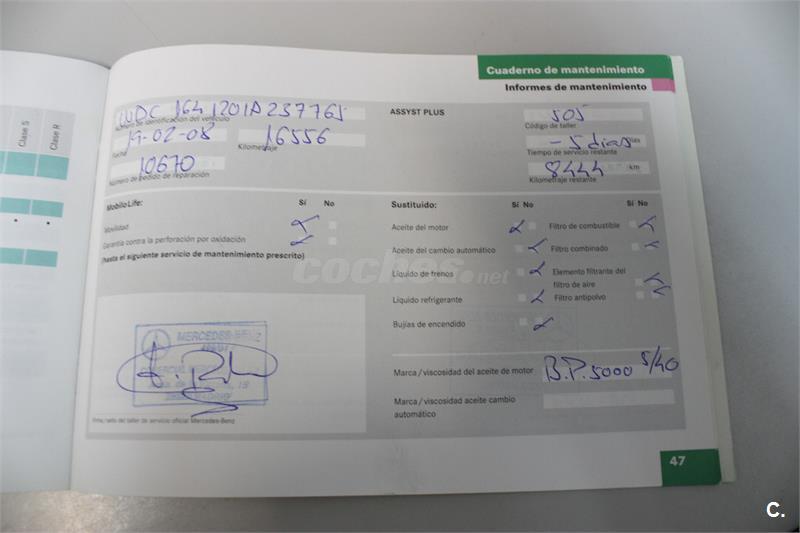 Clase S
Clase R
Cuaderno de mantenimiento
Informes de mantenimiento
WDC 1641201A237765
Número de identificación del vehículo
19-02-08
16556
Fecha
Kilometraje
10670
Número de pedido de reparación
ASSYST PLUS
505
Código de taller
- 5 dias
días
Tiempo de servicio restante
8444
km
Kilometraje restante
Mobilo Life:
Sí No
Movilidad
Garantía contra la perforación por oxidación
(hasta el siguiente servicio de mantenimiento prescrito)
MERCEDES-BENZ
Firma/sello del taller de servicio oficial Mercedes-Benz
Sustituido:
Sí No
Sí No
Aceite del motor
Filtro de combustible
Aceite del cambio automático
Filtro combinado
Líquido de frenos
Elemento filtrante del
filtro de aire
Líquido refrigerante
Filtro antipolvo
Bujías de encendido
Marca/viscosidad del aceite de motor
B.P. 5000 5/40
Marca/viscosidad aceite cambio
automático
47
coches.net
C.